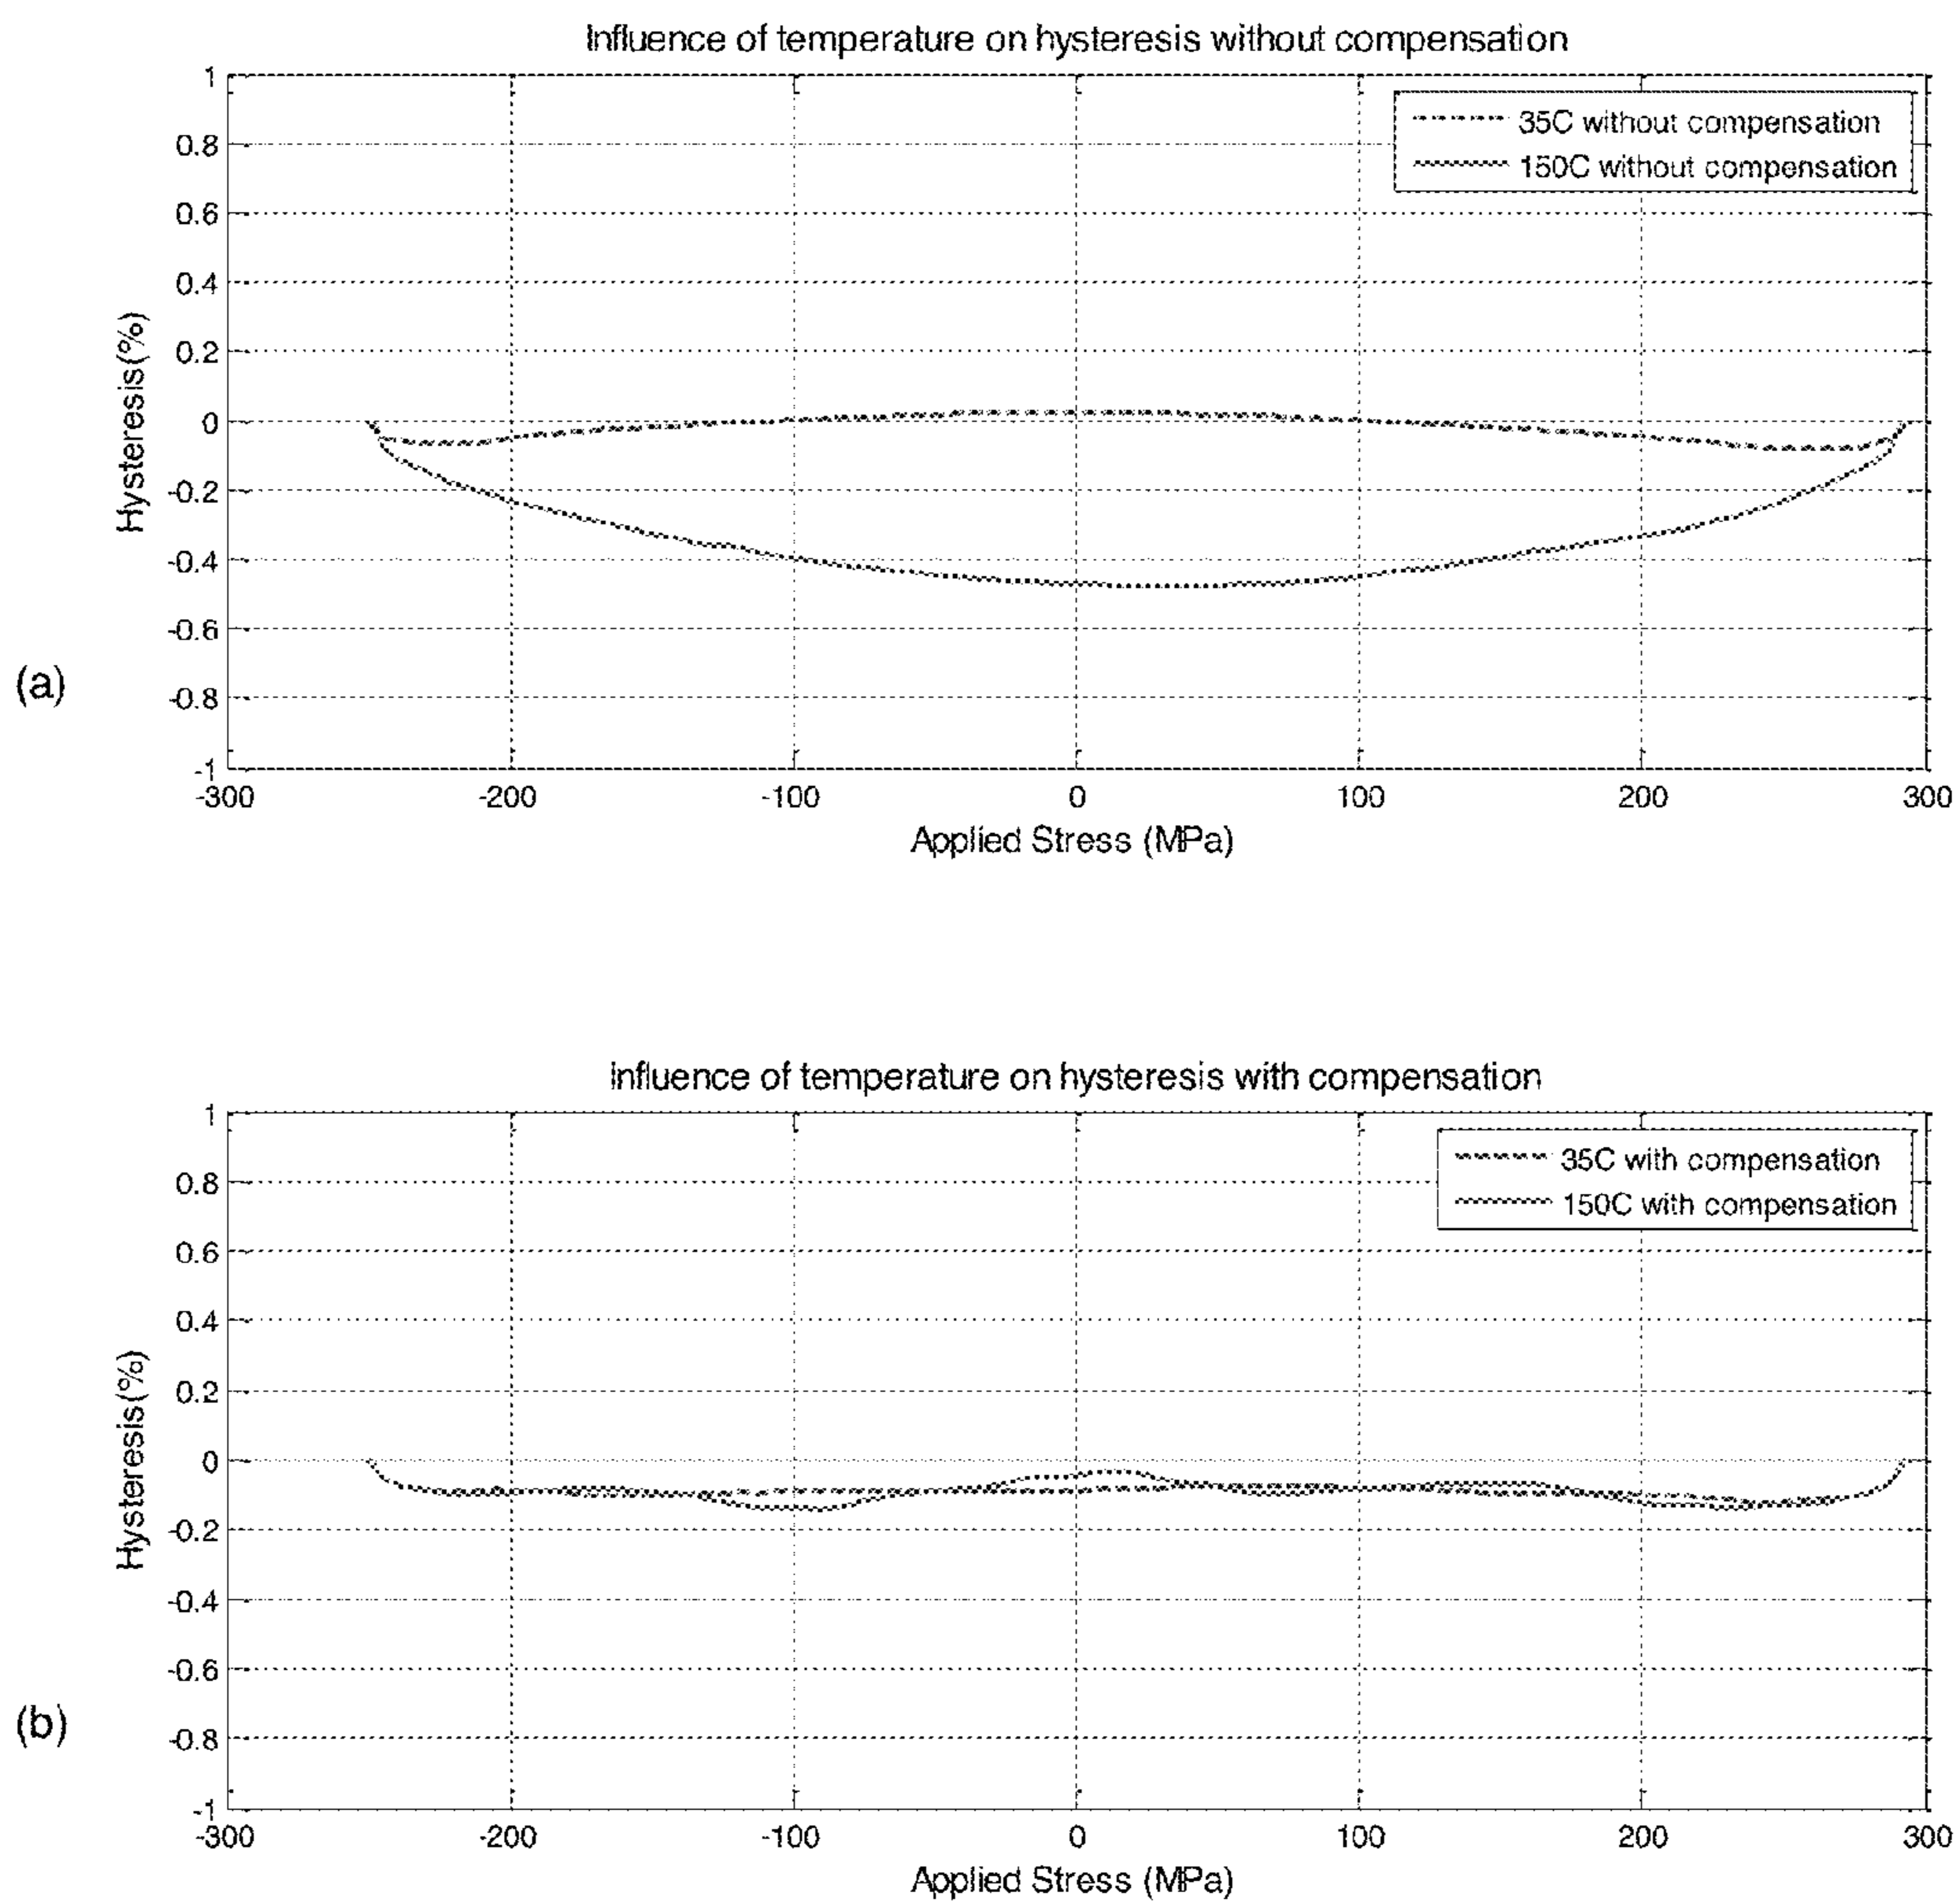 Influence of temperature on hysteresis without compensation
1
0.8
0.6
0.4
0.2
0
-0.2
-0.4
-0.6
-0.8
-1
Hysteresis(%)
35C without compensation
150C without compensation
-300 -200 -100 0 100 200 300
Applied Stress (MPa)
(a)
Influence of temperature on hysteresis with compensation
1
0.8
0.6
0.4
0.2
0
-0.2
-0.4
-0.6
-0.8
-1
Hysteresis(%)
35C with compensation
150C with compensation
-300 -200 -100 0 100 200 300
Applied Stress (MPa)
(b)